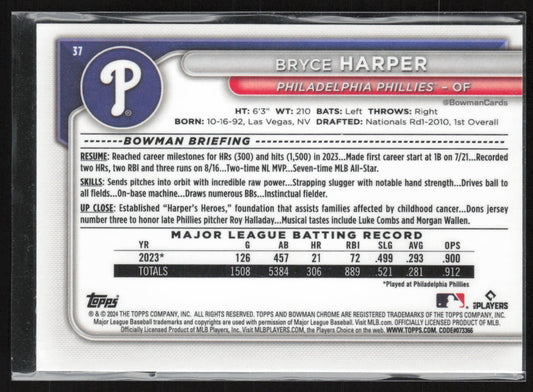 37
BRYCE HARPER
P
PHILADELPHIA PHILLIES™ – OF
@BowmanCards
HT: 6'3" WT: 210 BATS: Left THROWS: Right
BORN: 10-16-92, Las Vegas, NV DRAFTED: Nationals Rd1-2010, 1st Overall
BOWMAN BRIEFING
RESUME: Reached career milestones for HRs (300) and hits (1,500) in 2023...Made first career start at 1B on 7/21...Recorded
two HRs, two RBI and three runs on 8/16...Two-time NL MVP...Seven-time MLB All-Star.
SKILLS: Sends pitches into orbit with incredible raw power...Strapping slugger with notable hand strength...Drives ball to
all fields...On-base machine...Draws numerous BBs...Instinctual fielder.
UP CLOSE: Established "Harper's Heroes," foundation that assists families affected by childhood cancer...Dons jersey
number three to honor late Phillies pitcher Roy Halladay...Musical tastes include Luke Combs and Morgan Wallen.
MAJOR LEAGUE BATTING RECORD
YR G AB HR RBI SLG AVG OPS
2023* 126 457 21 72 .499 .293 .900
TOTALS 1508 5384 306 889 .521 .281 .912
*Played at Philadelphia Phillies
Topps
MLB PLAYERS
® & © 2024 THE TOPPS COMPANY, INC. ALL RIGHTS RESERVED. TOPPS AND BOWMAN CHROME ARE REGISTERED TRADEMARKS OF THE TOPPS COMPANY, INC.
Major League Baseball trademarks and copyrights are used with permission of Major League Baseball. Visit MLB.com. OFFICIALLY LICENSED PRODUCT OF MLB.
Officially Licensed Product of MLB Players, Inc. Visit MLBPLAYERS.com, the Players Choice on the web. WWW.TOPPS.COM. CODE#073366